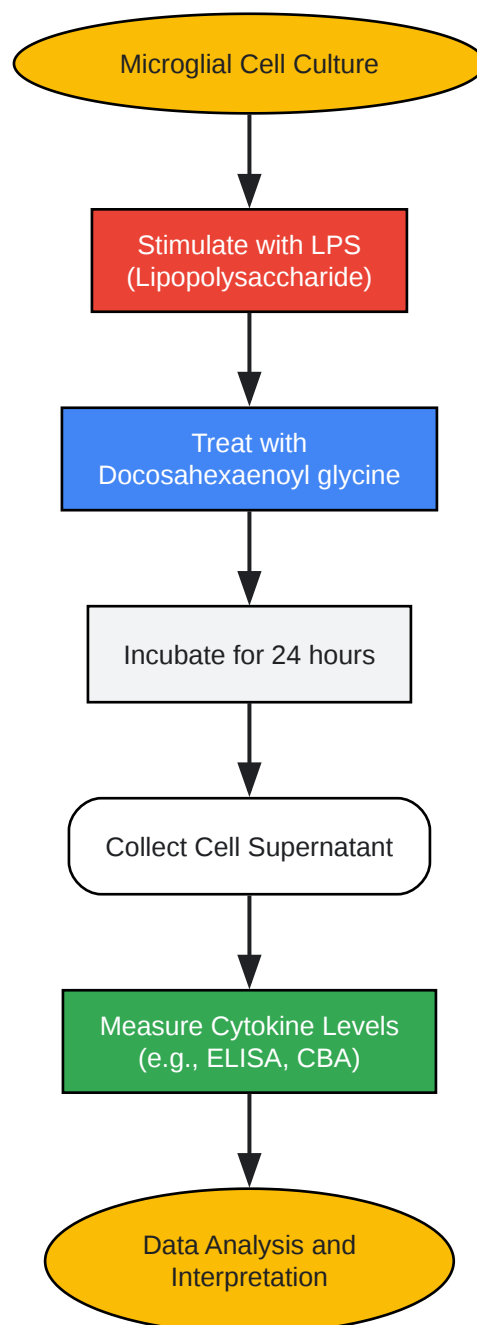 Microglial Cell Culture
Stimulate with LPS
(Lipopolysaccharide)
Treat with
Docosahexaenoyl glycine
Incubate for 24 hours
Collect Cell Supernatant
Measure Cytokine Levels
(e.g., ELISA, CBA)
Data Analysis and
Interpretation